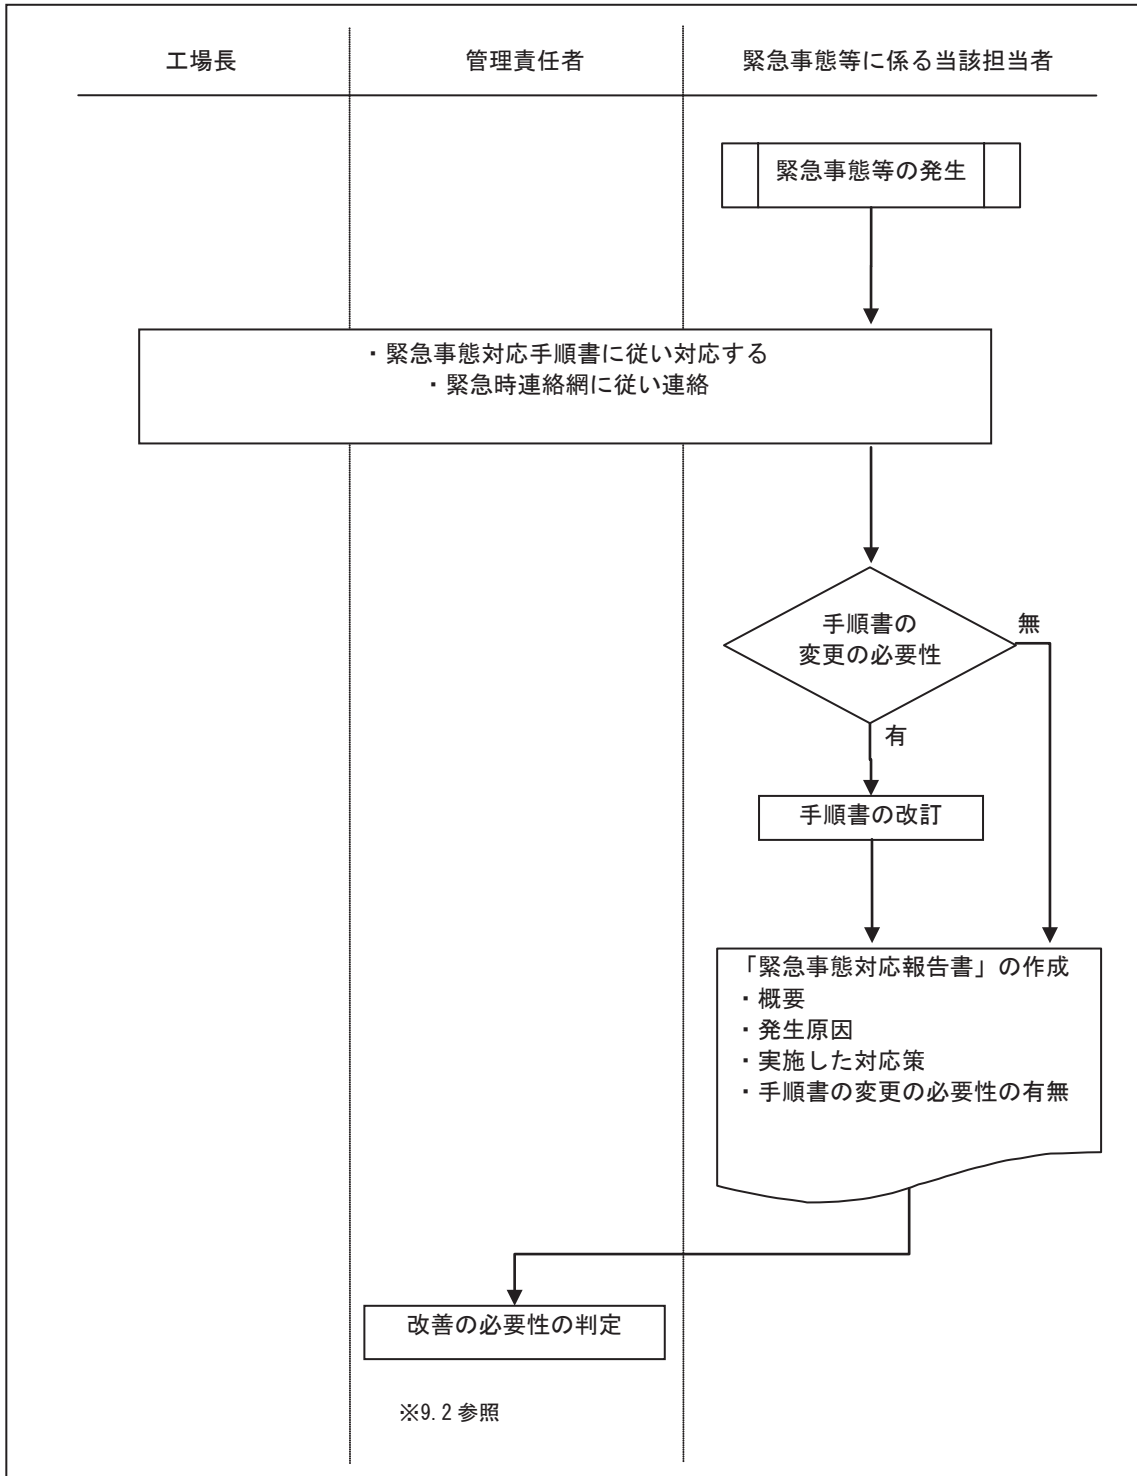 工場長
管理責任者
緊急事態等に係る当該担当者
緊急事態等の発生
・緊急事態対応手順書に従い対応する
・緊急時連絡網に従い連絡
手順書の
変更の必要性
無
有
手順書の改訂
「緊急事態対応報告書」の作成
・概要
・発生原因
・実施した対応策
・手順書の変更の必要性の有無
改善の必要性の判定
※9.2 参照